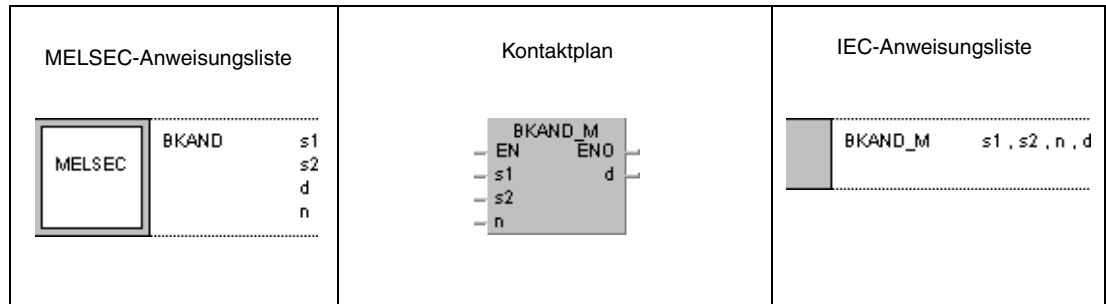 MELSEC-Anweisungsliste
MELSEC
BKAND s1
s2
d
n
Kontaktplan
BKAND_M
EN ENO
s1 d
s2
n
IEC-Anweisungsliste
BKAND_M s1 , s2 , n , d